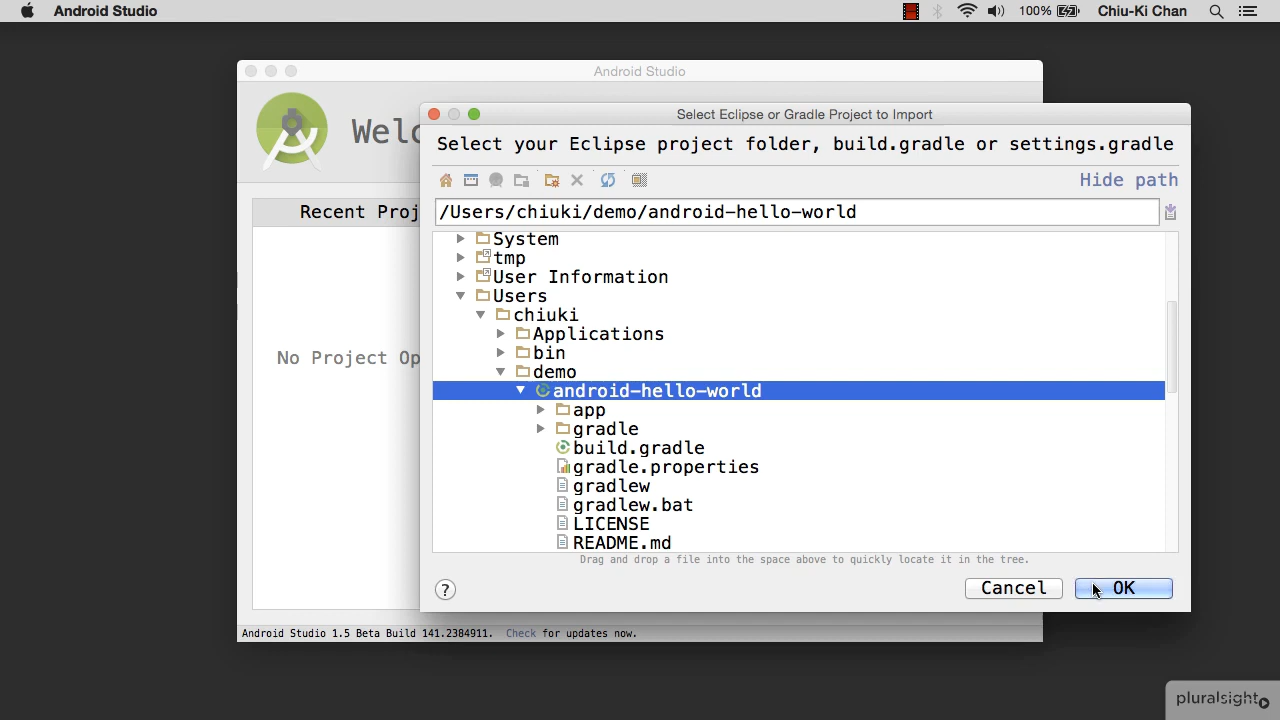 Android Studio
100%
Chiu-Ki Chan
Android Studio
Welc
Recent Proj
No Project Op
Select Eclipse or Gradle Project to Import
Select your Eclipse project folder, build.gradle or settings.gradle
Hide path
/Users/chiuki/demo/android-hello-world
System
tmp
User Information
Users
chiuki
Applications
bin
demo
android-hello-world
app
gradle
build.gradle
gradle.properties
gradlew
gradlew.bat
LICENSE
README.md
Drag and drop a file into the space above to quickly locate it in the tree.
?
Cancel
OK
Android Studio 1.5 Beta Build 141.2384911. Check for updates now.
pluralsight